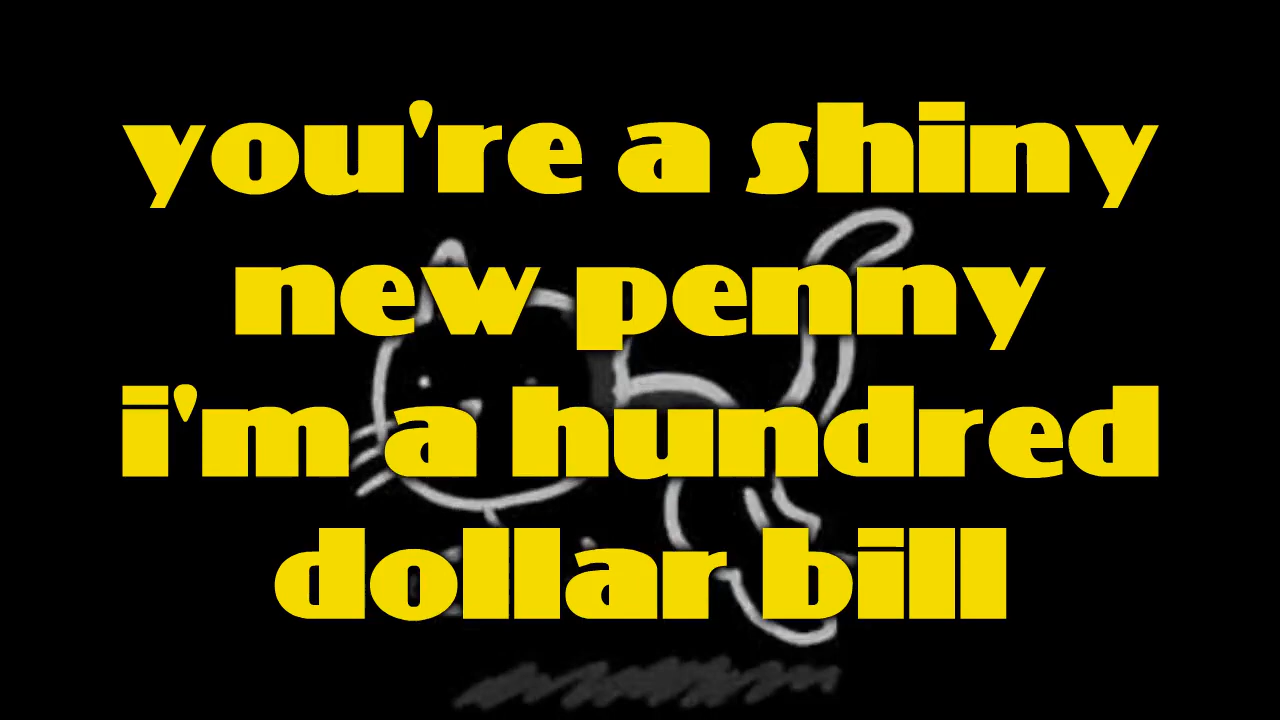 you're a shiny
new penny
i'm a hundred
dollar bill